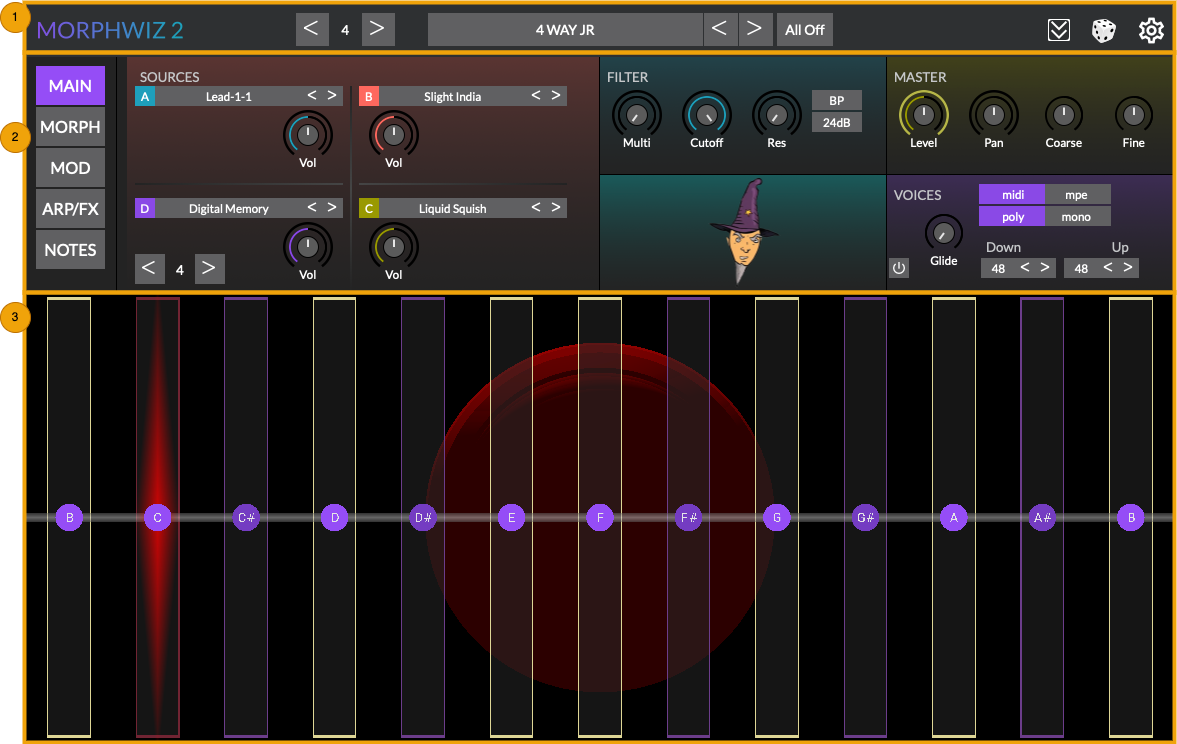 1
MORPHWIZ 2
< 4 >
4 WAY JR < > All Off
2
MAIN
MORPH
MOD
ARP/FX
NOTES
SOURCES
A Lead-1-1 < >
Vol
B Slight India < >
Vol
D Digital Memory < >
Vol
C Liquid Squish < >
Vol
< 4 >
FILTER
Multi Cutoff Res
BP
24dB
MASTER
Level Pan Coarse Fine
VOICES
midi mpe
poly mono
Glide
Down Up
48 < > 48 < >
3
B C C# D D# E F F# G G# A A# B